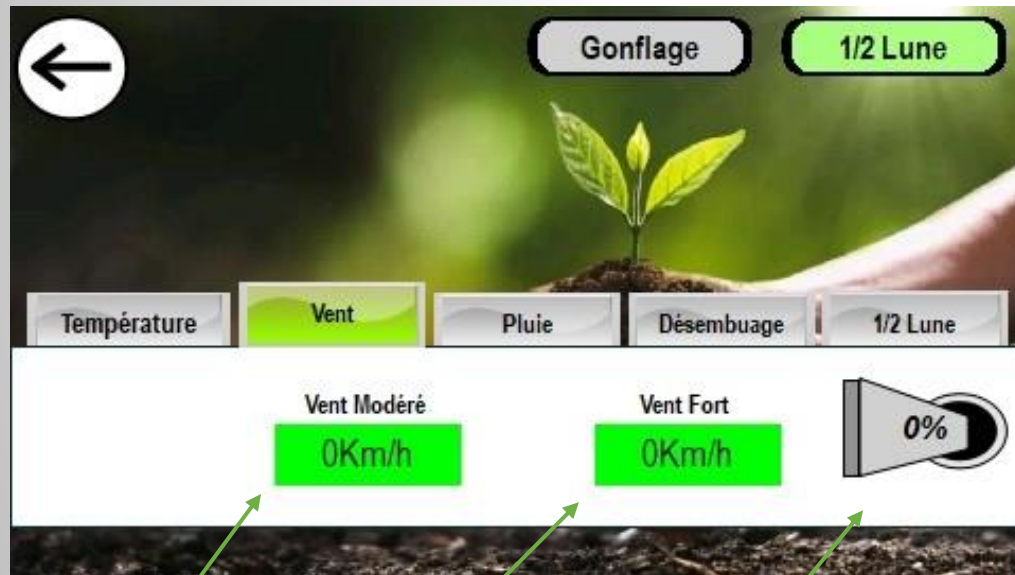 Gonflage
1/2 Lune
Température
Vent
Pluie
Désembuage
1/2 Lune
Vent Modéré
Vent Fort
0Km/h
0Km/h
0%